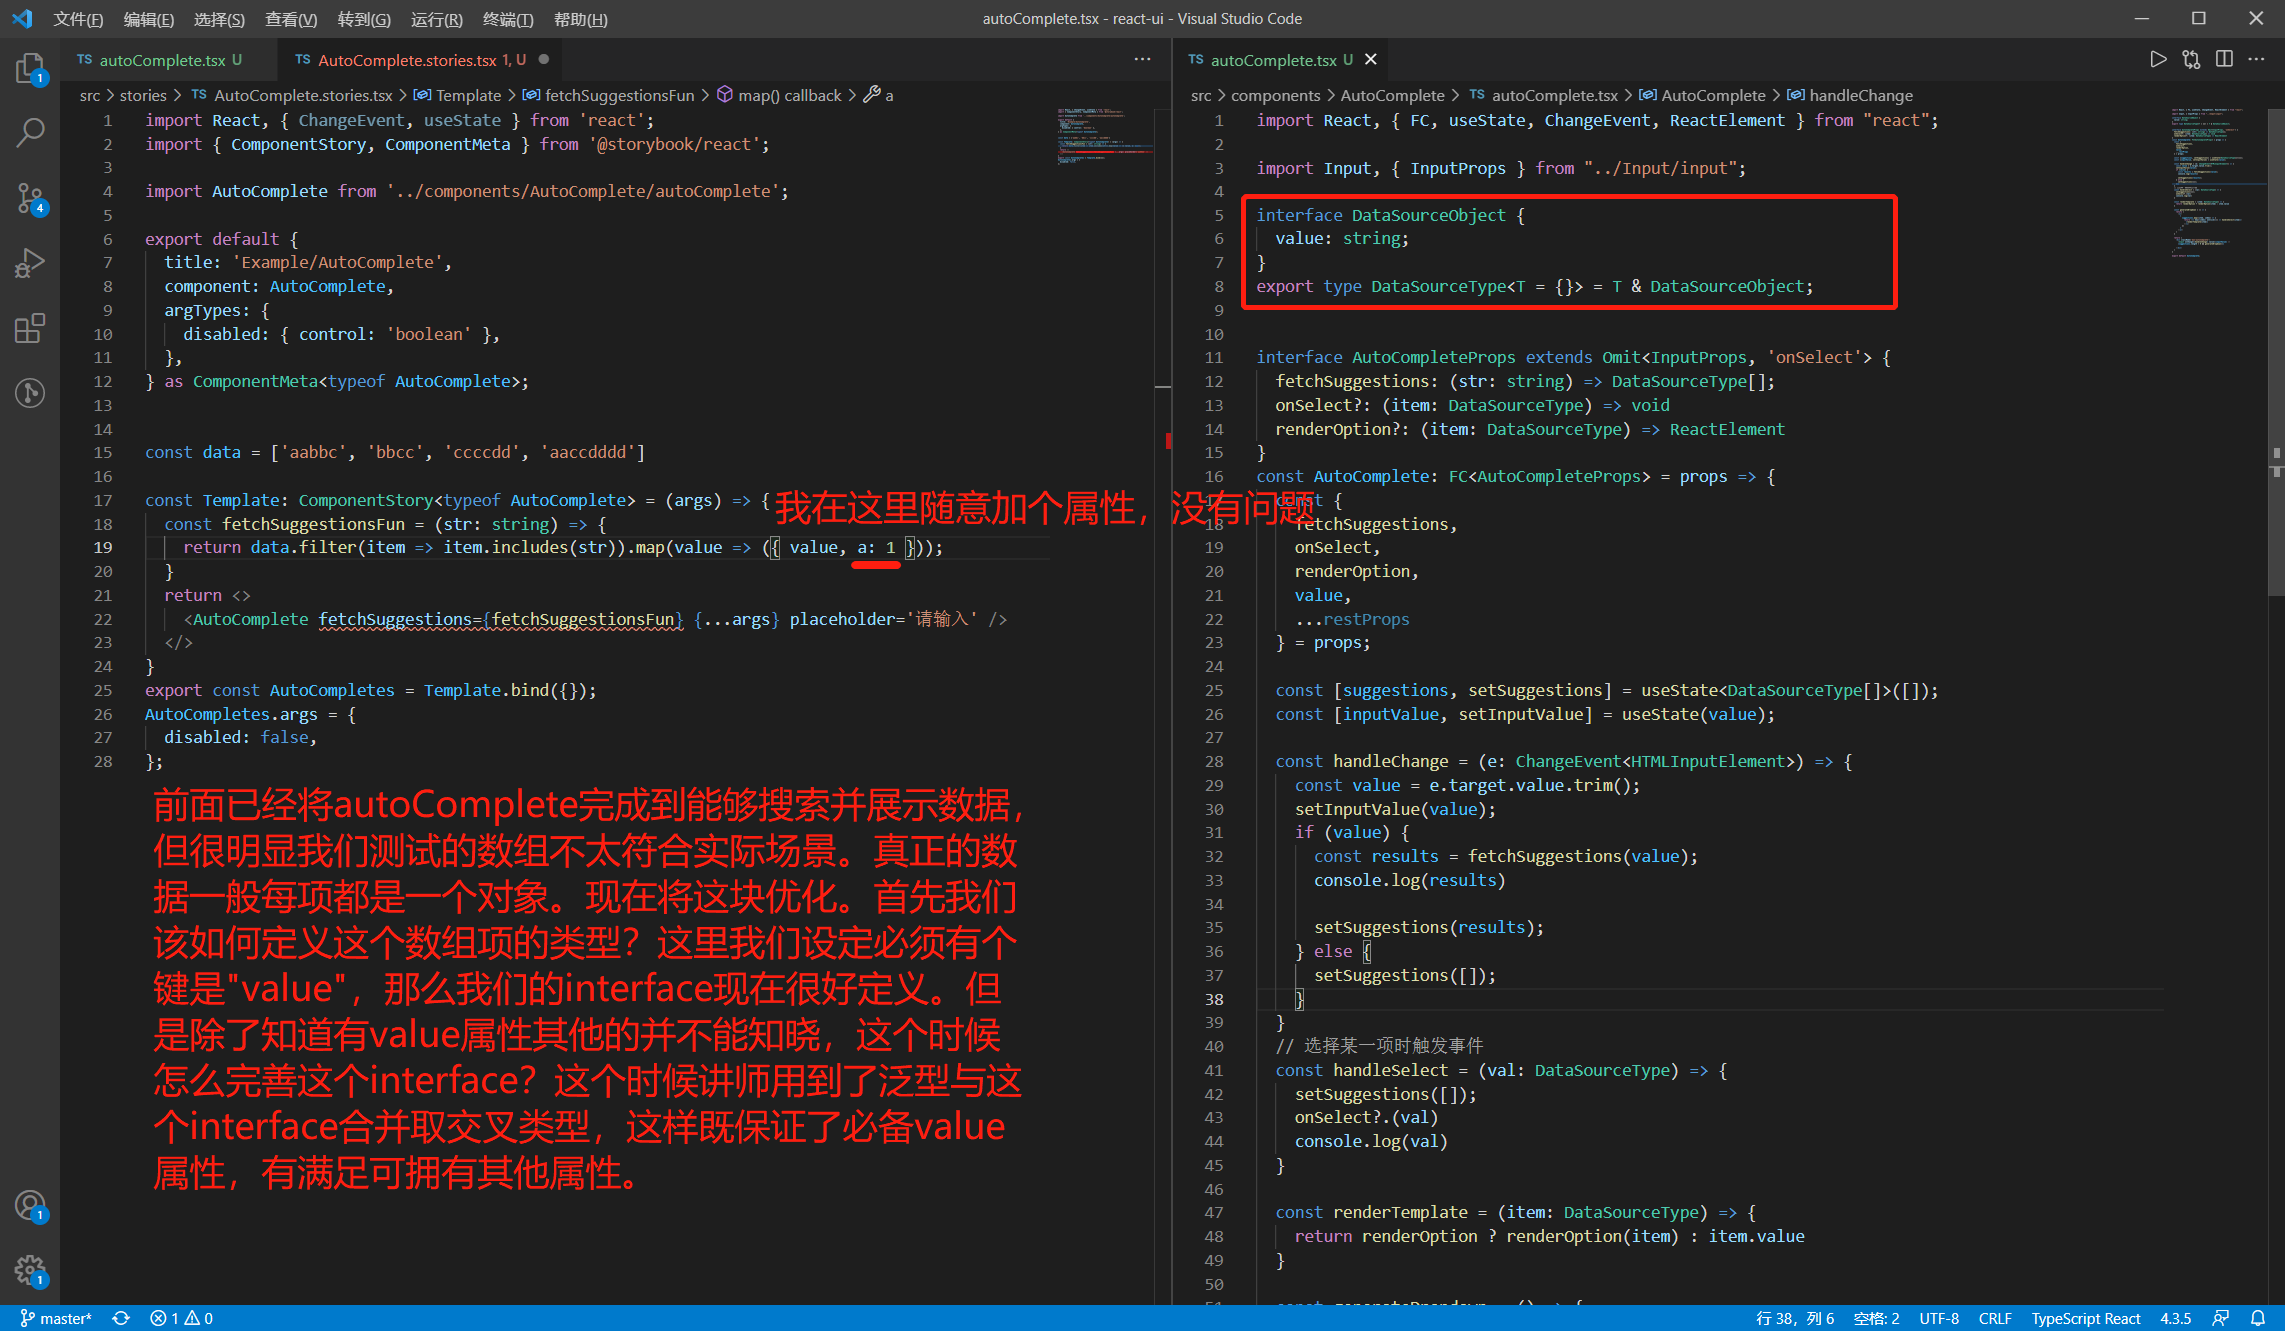 文件(F) 编辑(E) 选择(S) 查看(V) 转到(G) 运行(R) 终端(T) 帮助(H)
autoComplete.tsx - react-ui - Visual Studio Code
TS autoComplete.tsx U
TS AutoComplete.stories.tsx 1, U
src > stories > TS AutoComplete.stories.tsx > Template > fetchSuggestionsFun > map() callback > a
1 import React, { ChangeEvent, useState } from 'react';
2 import { ComponentStory, ComponentMeta } from '@storybook/react';
3
4 import AutoComplete from '../components/AutoComplete/autoComplete';
5
6 export default {
7 title: 'Example/AutoComplete',
8 component: AutoComplete,
9 argTypes: {
10 disabled: { control: 'boolean' },
11 },
12 } as ComponentMeta<typeof AutoComplete>;
13
14
15 const data = ['aabbc', 'bbcc', 'ccccdd', 'aaccdddd']
16
17 const Template: ComponentStory<typeof AutoComplete> = (args) => {
我在这里随意加个属性，没有问题
18 const fetchSuggestionsFun = (str: string) => {
19 return data.filter(item => item.includes(str)).map(value => ({ value, a: 1 }));
20 }
21 return <>
22 <AutoComplete fetchSuggestions={fetchSuggestionsFun} {...args} placeholder='请输入' />
23 </>
24 }
25 export const AutoCompletes = Template.bind({});
26 AutoCompletes.args = {
27 disabled: false,
28 };
前面已经将autoComplete完成到能够搜索并展示数据，
但很明显我们测试的数组不太符合实际场景。真正的数
据一般每项都是一个对象。现在将这块优化。首先我们
该如何定义这个数组项的类型？这里我们设定必须有个
键是"value"，那么我们的interface现在很好定义。但
是除了知道有value属性其他的并不能知晓，这个时候
怎么完善这个interface？这个时候讲师用到了泛型与这
个interface合并取交叉类型，这样既保证了必备value
属性，有满足可拥有其他属性。
TS autoComplete.tsx U
src > components > AutoComplete > TS autoComplete.tsx > AutoComplete > handleChange
1 import React, { FC, useState, ChangeEvent, ReactElement } from "react";
2
3 import Input, { InputProps } from "../Input/input";
4
5 interface DataSourceObject {
6 value: string;
7 }
8 export type DataSourceType<T = {}> = T & DataSourceObject;
9
10
11 interface AutoCompleteProps extends Omit<InputProps, 'onSelect'> {
12 fetchSuggestions: (str: string) => DataSourceType[];
13 onSelect?: (item: DataSourceType) => void
14 renderOption?: (item: DataSourceType) => ReactElement
15 }
16 const AutoComplete: FC<AutoCompleteProps> = props => {
17 const {
18 fetchSuggestions,
19 onSelect,
20 renderOption,
21 value,
22 ...restProps
23 } = props;
24
25 const [suggestions, setSuggestions] = useState<DataSourceType[]>([]);
26 const [inputValue, setInputValue] = useState(value);
27
28 const handleChange = (e: ChangeEvent<HTMLInputElement>) => {
29 const value = e.target.value.trim();
30 setInputValue(value);
31 if (value) {
32 const results = fetchSuggestions(value);
33 console.log(results)
34
35 setSuggestions(results);
36 } else {
37 setSuggestions([]);
38 }
39 }
40 // 选择某一项时触发事件
41 const handleSelect = (val: DataSourceType) => {
42 setSuggestions([]);
43 onSelect?.(val)
44 console.log(val)
45 }
46
47 const renderTemplate = (item: DataSourceType) => {
48 return renderOption ? renderOption(item) : item.value
49 }
50
1
4
1
1
master* 1 0
行 38，列 6 空格: 2 UTF-8 CRLF TypeScript React 4.3.5